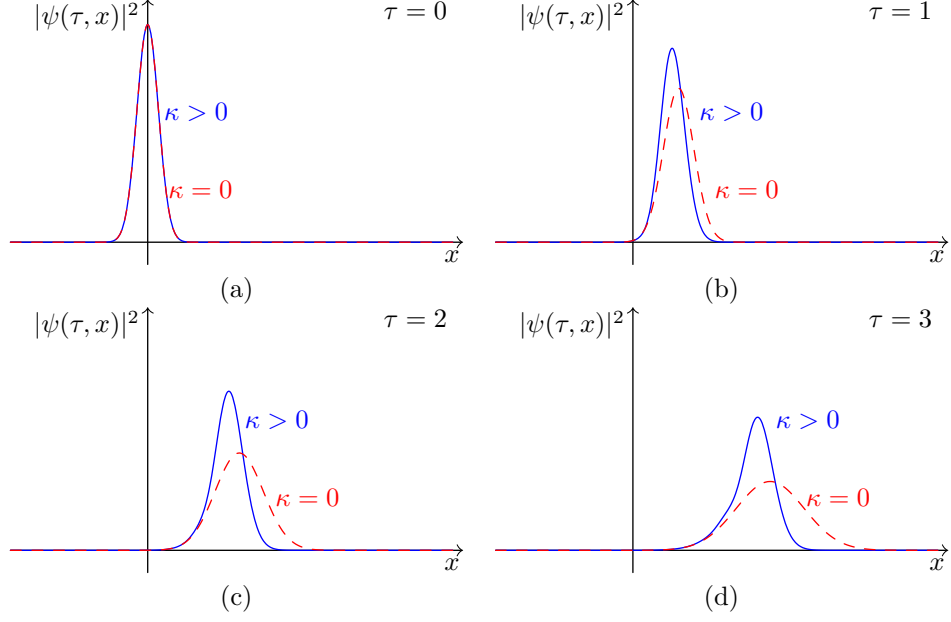 |ψ(τ, x)|² τ = 0
κ > 0
κ = 0
x
(a)
|ψ(τ, x)|² τ = 1
κ > 0
κ = 0
x
(b)
|ψ(τ, x)|² τ = 2
κ > 0
κ = 0
x
(c)
|ψ(τ, x)|² τ = 3
κ > 0
κ = 0
x
(d)